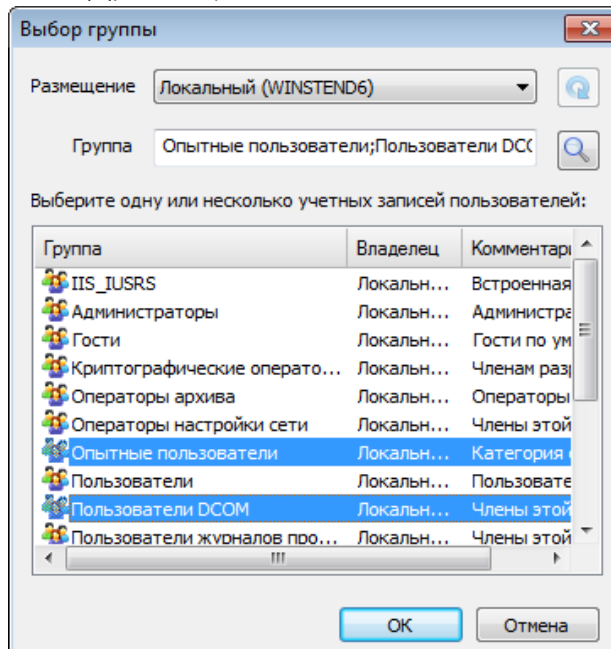 Выбор группы
Размещение Локальный (WINSTEND6)
Группа Опытные пользователи;Пользователи DC
Выберите одну или несколько учетных записей пользователей:
Группа Владелец Комментари
IIS_IUSRS Локальн... Встроенная
Администраторы Локальн... Администра
Гости Локальн... Гости по ум
Криптографические операто... Локальн... Членам раз
Операторы архива Локальн... Операторы
Операторы настройки сети Локальн... Члены этой
Опытные пользователи Локальн... Категория
Пользователи Локальн... Пользовате
Пользователи DCOM Локальн... Члены этой
Пользователи журналов про... Локальн... Члены этой
OK Отмена